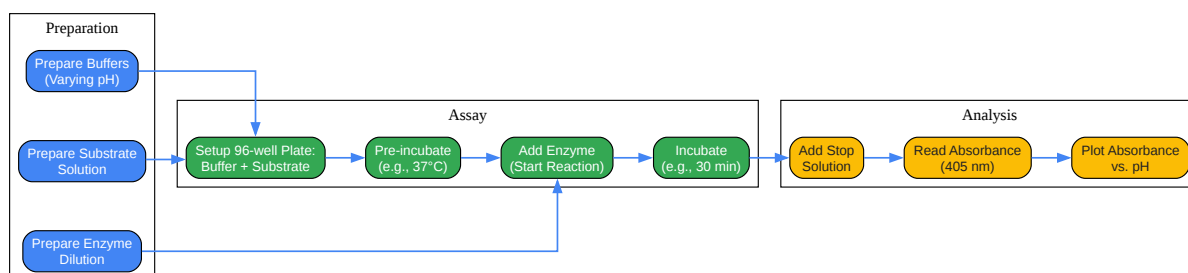 Preparation
Prepare Buffers
(Varying pH)
Prepare Substrate
Solution
Prepare Enzyme
Dilution
Assay
Setup 96-well Plate:
Buffer + Substrate
Pre-incubate
(e.g., 37°C)
Add Enzyme
(Start Reaction)
Incubate
(e.g., 30 min)
Analysis
Add Stop
Solution
Read Absorbance
(405 nm)
Plot Absorbance
vs. pH